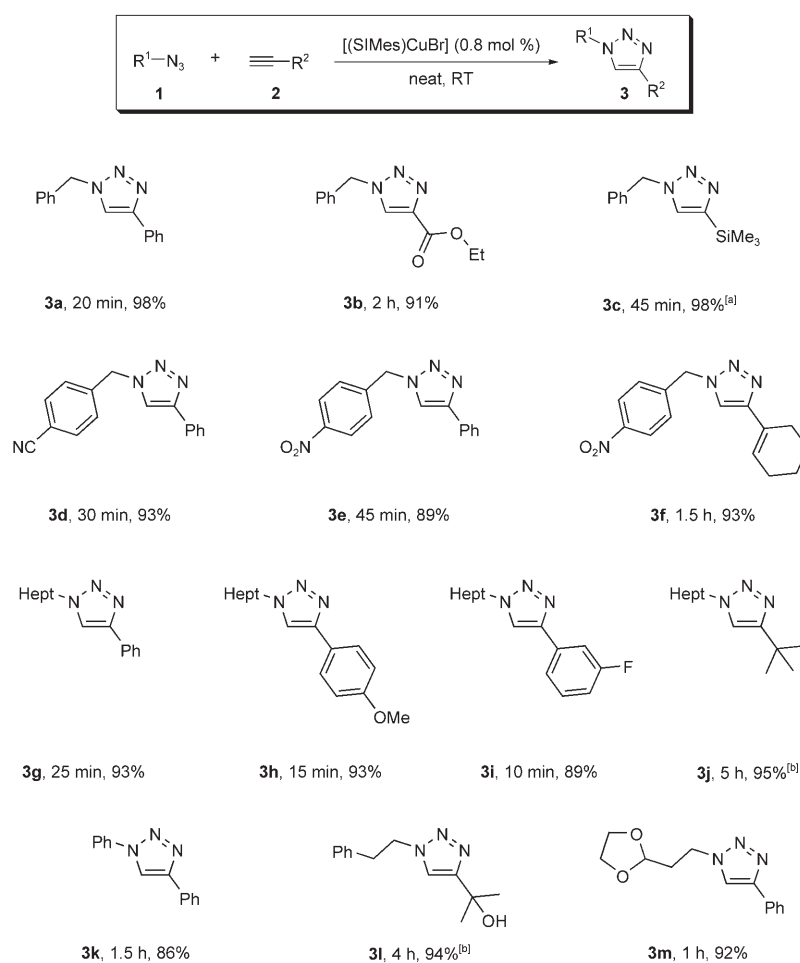 [(SIMes)CuBr] (0.8 mol %)
R¹ N₃ + R² neat, RT R¹ N N N R²
1 2 3
Ph N N N Ph
Ph N N N O O Et
Ph N N N SiMe₃
3a, 20 min, 98% 3b, 2 h, 91% 3c, 45 min, 98%[a]
NC N N N Ph
O₂N N N N Ph
O₂N N N N
3d, 30 min, 93% 3e, 45 min, 89% 3f, 1.5 h, 93%
Hept N N N Ph
Hept N N N OMe
Hept N N N F
Hept N N N
3g, 25 min, 93% 3h, 15 min, 93% 3i, 10 min, 89% 3j, 5 h, 95%[b]
Ph N N N Ph
Ph N N N OH
O O N N N Ph
3k, 1.5 h, 86% 3l, 4 h, 94%[b] 3m, 1 h, 92%